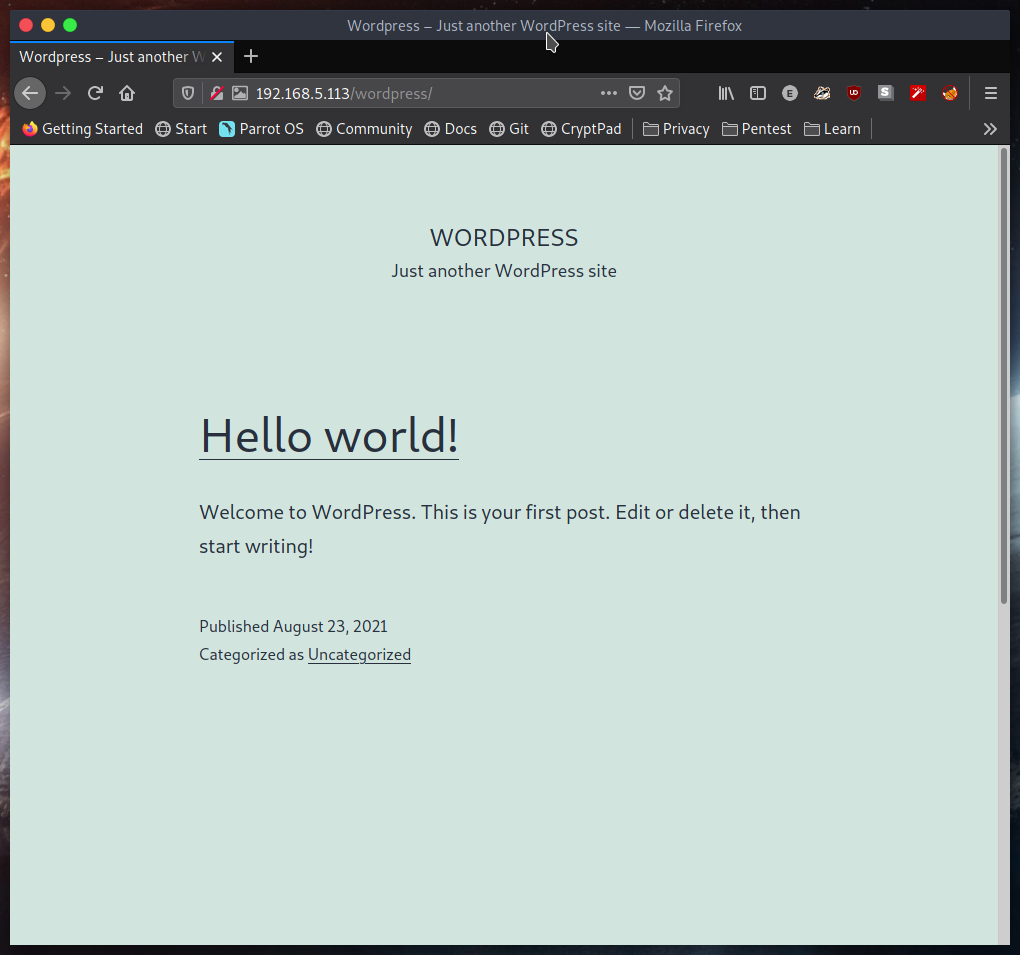 Wordpress – Just another WordPress site — Mozilla Firefox
Wordpress – Just another W
192.168.5.113/wordpress/
E
UD
S
Getting Started Start Parrot OS Community Docs Git CryptPad Privacy Pentest Learn
WORDPRESS
Just another WordPress site
Hello world!
Welcome to WordPress. This is your first post. Edit or delete it, then
start writing!
Published August 23, 2021
Categorized as Uncategorized